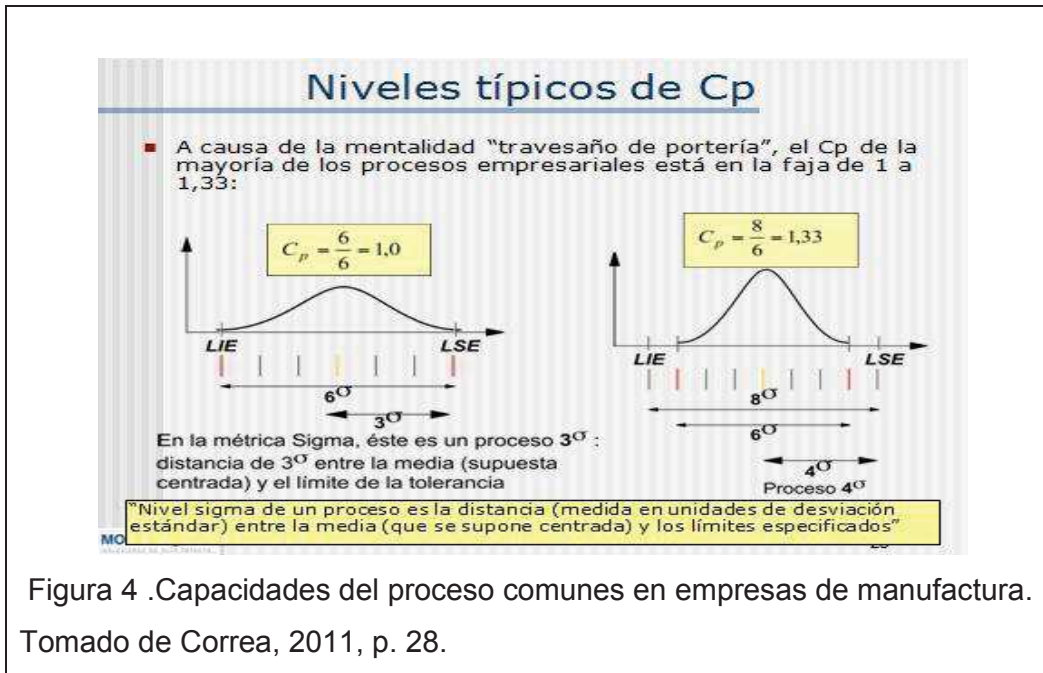 Niveles típicos de Cp
A causa de la mentalidad “travesaño de portería”, el Cp de la
mayoría de los procesos empresariales está en la faja de 1 a
1,33:
C_p = 6/6 = 1,0
LIE
LSE
6σ
3σ
En la métrica Sigma, éste es un proceso 3σ :
distancia de 3σ entre la media (supuesta
centrada) y el límite de la tolerancia
C_p = 8/6 = 1,33
LIE
LSE
8σ
6σ
4σ
Proceso 4σ
“Nivel sigma de un proceso es la distancia (medida en unidades de desviación
estándar) entre la media (que se supone centrada) y los límites especificados”
MO
Figura 4 .Capacidades del proceso comunes en empresas de manufactura.
Tomado de Correa, 2011, p. 28.